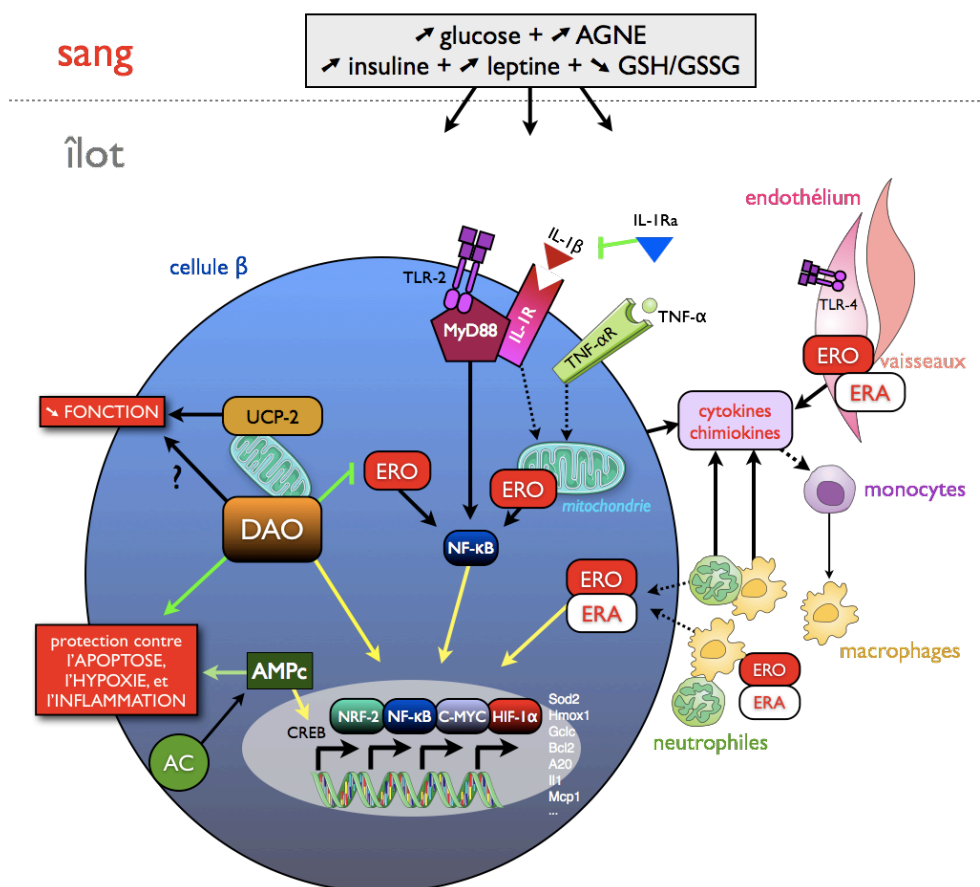 sang
↗ glucose + ↗ AGNE
↗ insuline + ↗ leptine + ↘ GSH/GSSG
îlot
endothélium
IL-1Ra
IL-1β
cellule β
TLR-2
TLR-4
TNF-α
MyD88
IL-1R
TNF-αR
ERO
vaisseaux
ERA
↘ FONCTION
UCP-2
cytokines
chimiokines
?
ERO
ERO
mitochondrie
monocytes
DAO
NF-κB
ERO
ERA
protection contre
l'APOPTOSE,
l'HYPOXIE, et
l'INFLAMMATION
AMPc
macrophages
ERO
ERA
neutrophiles
CREB
NRF-2
NF-κB
C-MYC
HIF-1α
AC
Sod2
Hmox1
Gclc
Bcl2
A20
Il1
Mcp1
...